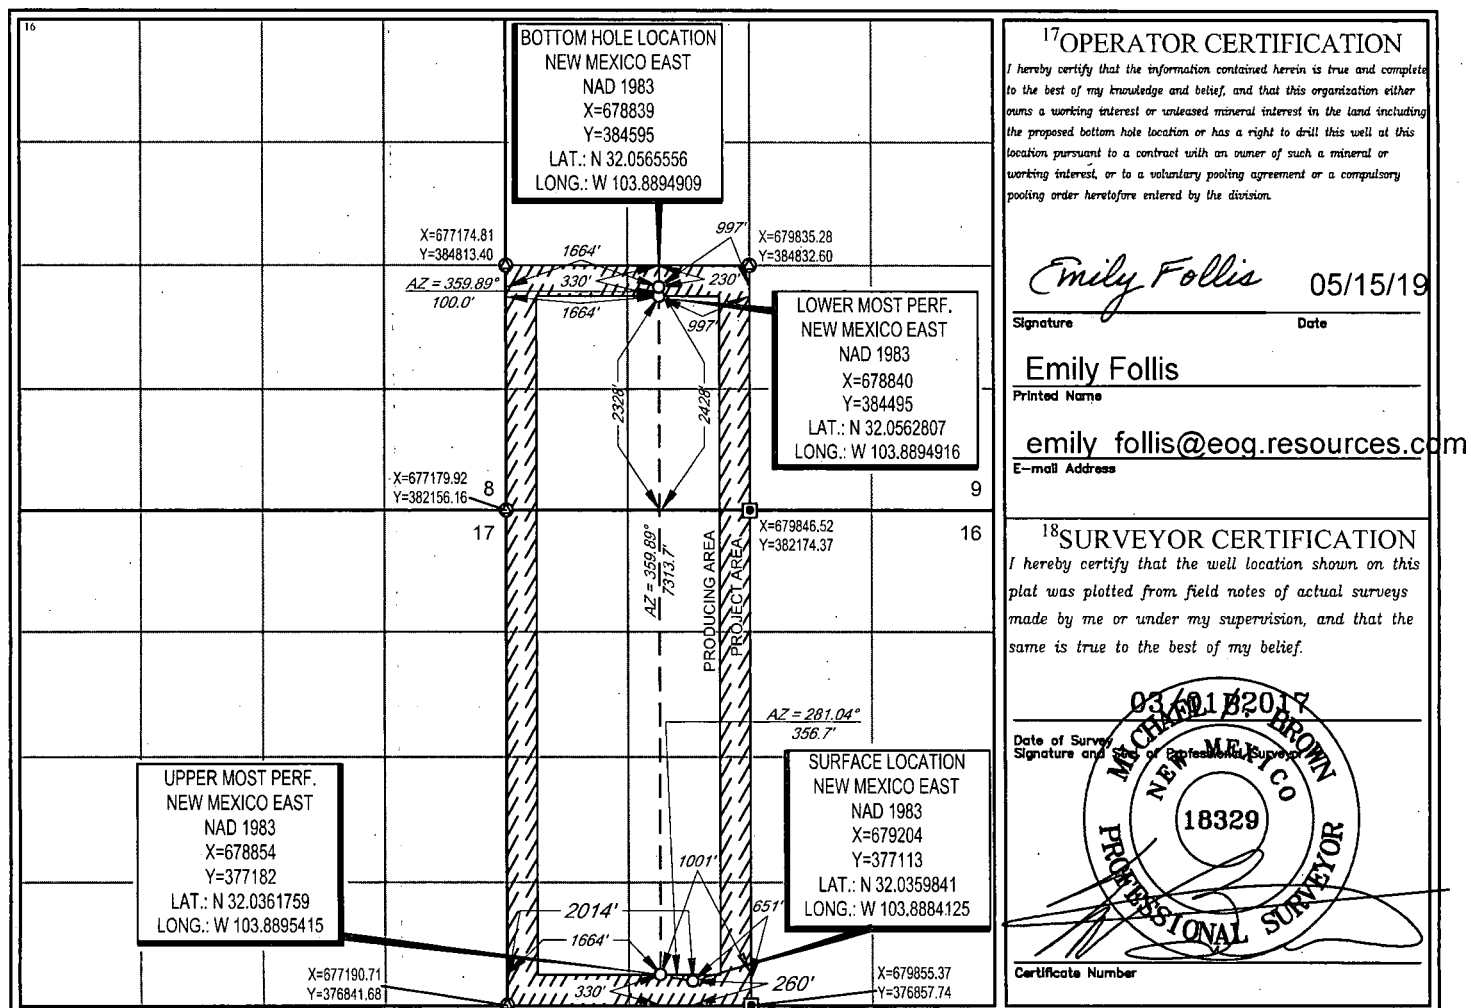 16
BOTTOM HOLE LOCATION
NEW MEXICO EAST
NAD 1983
X=678839
Y=384595
LAT.: N 32.0565556
LONG.: W 103.8894909
X=677174.81
Y=384813.40
1664'
997'
X=679835.28
Y=384832.60
AZ = 359.89°
100.0'
330'
230'
1664'
997'
LOWER MOST PERF.
NEW MEXICO EAST
NAD 1983
X=678840
Y=384495
LAT.: N 32.0562807
LONG.: W 103.8894916
2328'
2428'
X=677179.92
Y=382156.16
8
9
17
16
X=679846.52
Y=382174.37
AZ = 359.89°
7313.7'
PRODUCING AREA
PROJECT AREA
AZ = 281.04°
356.7'
UPPER MOST PERF.
NEW MEXICO EAST
NAD 1983
X=678854
Y=377182
LAT.: N 32.0361759
LONG.: W 103.8895415
SURFACE LOCATION
NEW MEXICO EAST
NAD 1983
X=679204
Y=377113
LAT.: N 32.0359841
LONG.: W 103.8884125
1001'
2014'
651'
1664'
X=677190.71
Y=376841.68
330'
260'
X=679855.37
Y=376857.74
17OPERATOR CERTIFICATION
I hereby certify that the information contained herein is true and complete
to the best of my knowledge and belief, and that this organization either
owns a working interest or unleased mineral interest in the land including
the proposed bottom hole location or has a right to drill this well at this
location pursuant to a contract with an owner of such a mineral or
working interest, or to a voluntary pooling agreement or a compulsory
pooling order heretofore entered by the division.
Emily Follis 05/15/19
Signature Date
Emily Follis
Printed Name
emily follis@eog.resources.com
E-mail Address
18SURVEYOR CERTIFICATION
I hereby certify that the well location shown on this
plat was plotted from field notes of actual surveys
made by me or under my supervision, and that the
same is true to the best of my belief.
03/01/2017
Date of Survey
Signature and Seal of Professional Surveyor
MICHAEL B. BROWN
NEW MEXICO
18329
PROFESSIONAL SURVEYOR
Certificate Number